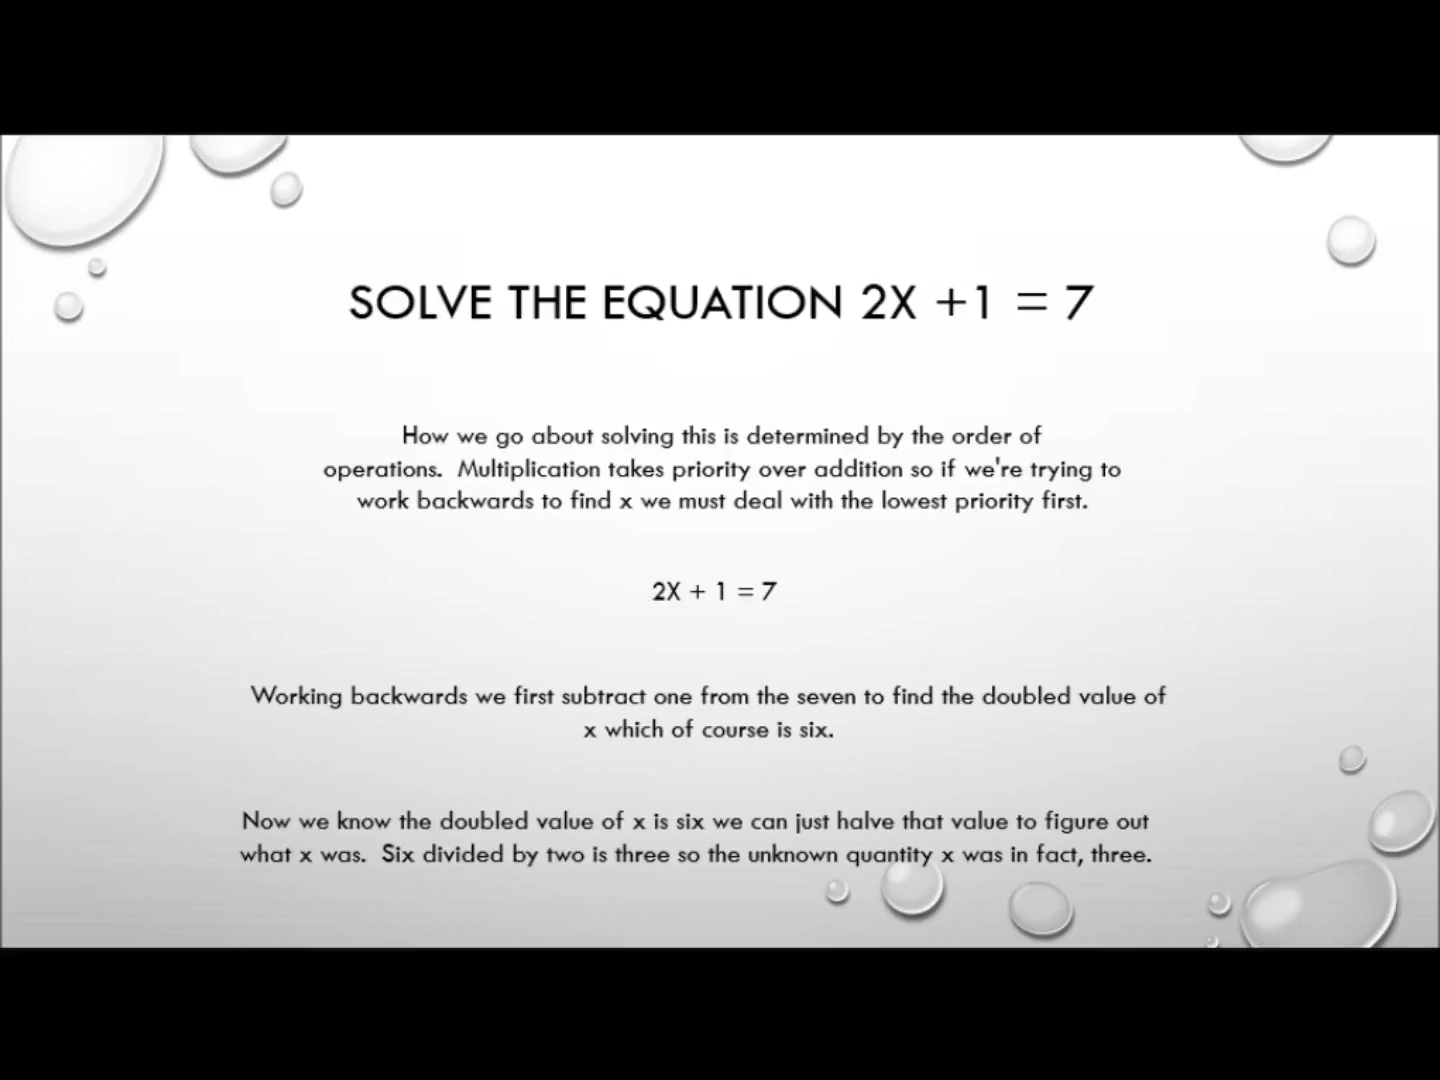 SOLVE THE EQUATION 2X +1 = 7
How we go about solving this is determined by the order of
operations.  Multiplication takes priority over addition so if we're trying to
work backwards to find x we must deal with the lowest priority first.
2X + 1 = 7
Working backwards we first subtract one from the seven to find the doubled value of
x which of course is six.
Now we know the doubled value of x is six we can just halve that value to figure out
what x was.  Six divided by two is three so the unknown quantity x was in fact, three.